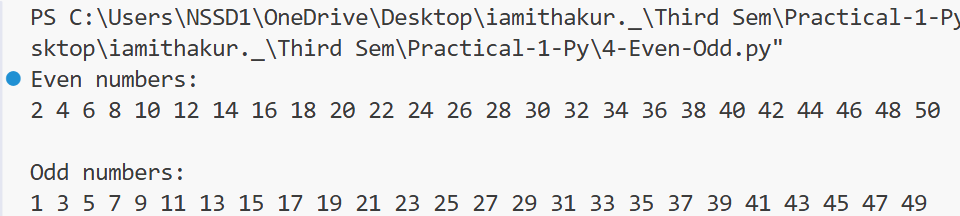 PS C:\Users\NSSD1\OneDrive\Desktop\iamithakur._\Third Sem\Practical-1-Py
sktop\iamithakur._\Third Sem\Practical-1-Py\4-Even-Odd.py"
Even numbers:
2 4 6 8 10 12 14 16 18 20 22 24 26 28 30 32 34 36 38 40 42 44 46 48 50
Odd numbers:
1 3 5 7 9 11 13 15 17 19 21 23 25 27 29 31 33 35 37 39 41 43 45 47 49